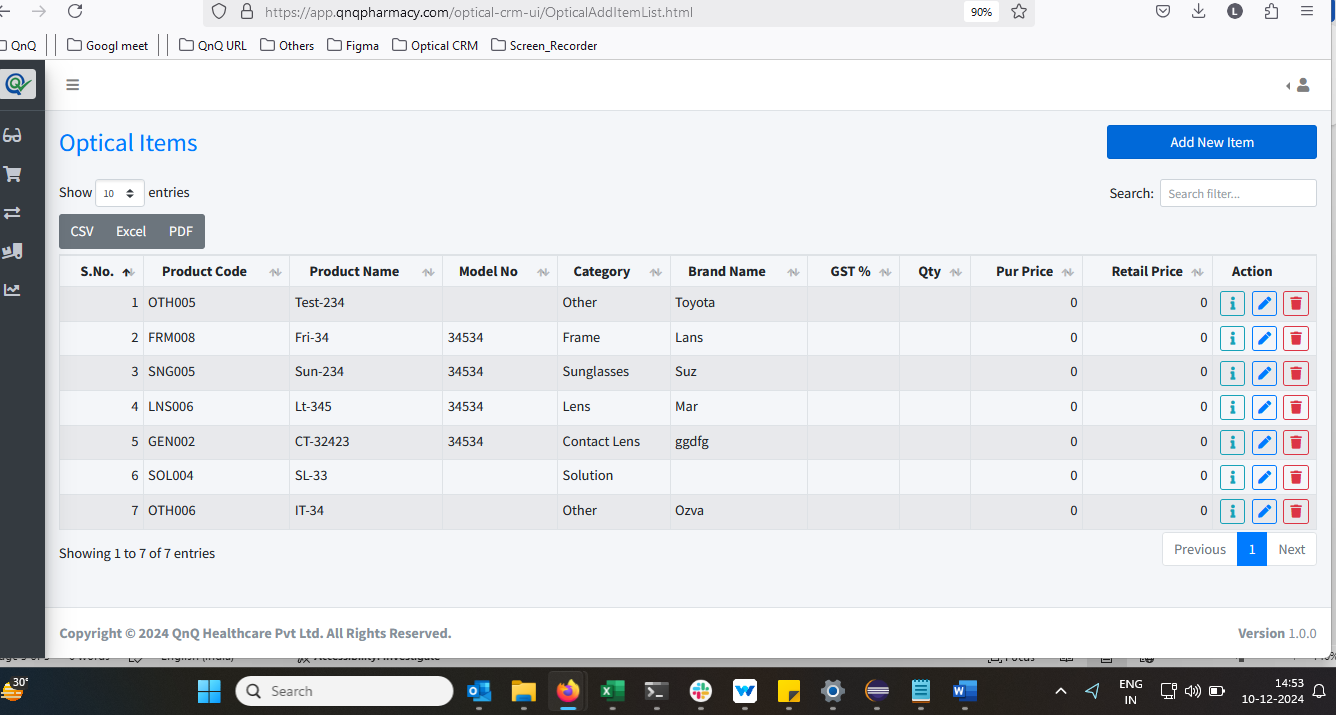 https://app.qnqpharmacy.com/optical-crm-ui/OpticalAddItemList.html 90% L
QnQ Googl meet QnQ URL Others Figma Optical CRM Screen_Recorder
Optical Items Add New Item
Show 10 entries Search: Search filter...
CSV Excel PDF
S.No. Product Code Product Name Model No Category Brand Name GST % Qty Pur Price Retail Price Action
1 OTH005 Test-234 Other Toyota 0 0
2 FRM008 Fri-34 34534 Frame Lans 0 0
3 SNG005 Sun-234 34534 Sunglasses Suz 0 0
4 LNS006 Lt-345 34534 Lens Mar 0 0
5 GEN002 CT-32423 34534 Contact Lens ggdfg 0 0
6 SOL004 SL-33 Solution 0 0
7 OTH006 IT-34 Other Ozva 0 0
Showing 1 to 7 of 7 entries Previous 1 Next
Copyright © 2024 QnQ Healthcare Pvt Ltd. All Rights Reserved. Version 1.0.0
30° Search ENG IN 14:53 10-12-2024